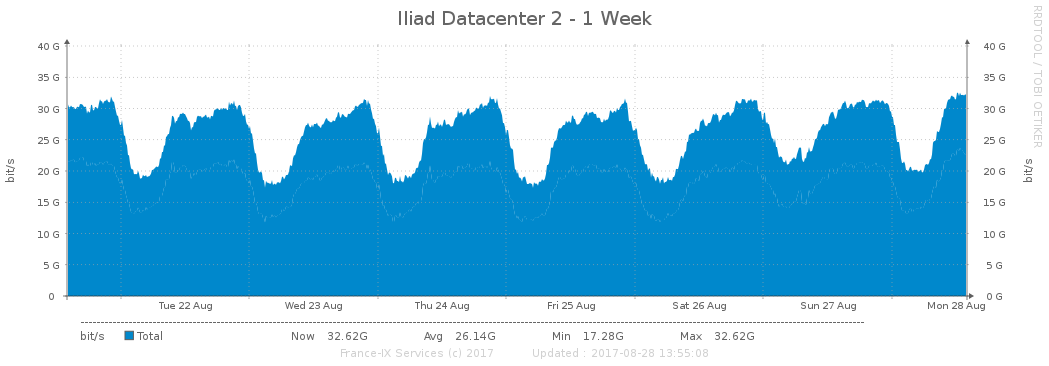 Iliad Datacenter 2 - 1 Week
RRDTOOL / TOBI OETIKER
bit/s
40 G 40 G
35 G 35 G
30 G 30 G
25 G 25 G
20 G 20 G
15 G 15 G
10 G 10 G
5 G 5 G
0 0 G
bit/s
Tue 22 Aug Wed 23 Aug Thu 24 Aug Fri 25 Aug Sat 26 Aug Sun 27 Aug Mon 28 Aug
bit/s Total Now 32.62G Avg 26.14G Min 17.28G Max 32.62G
France-IX Services (c) 2017 Updated : 2017-08-28 13:55:08